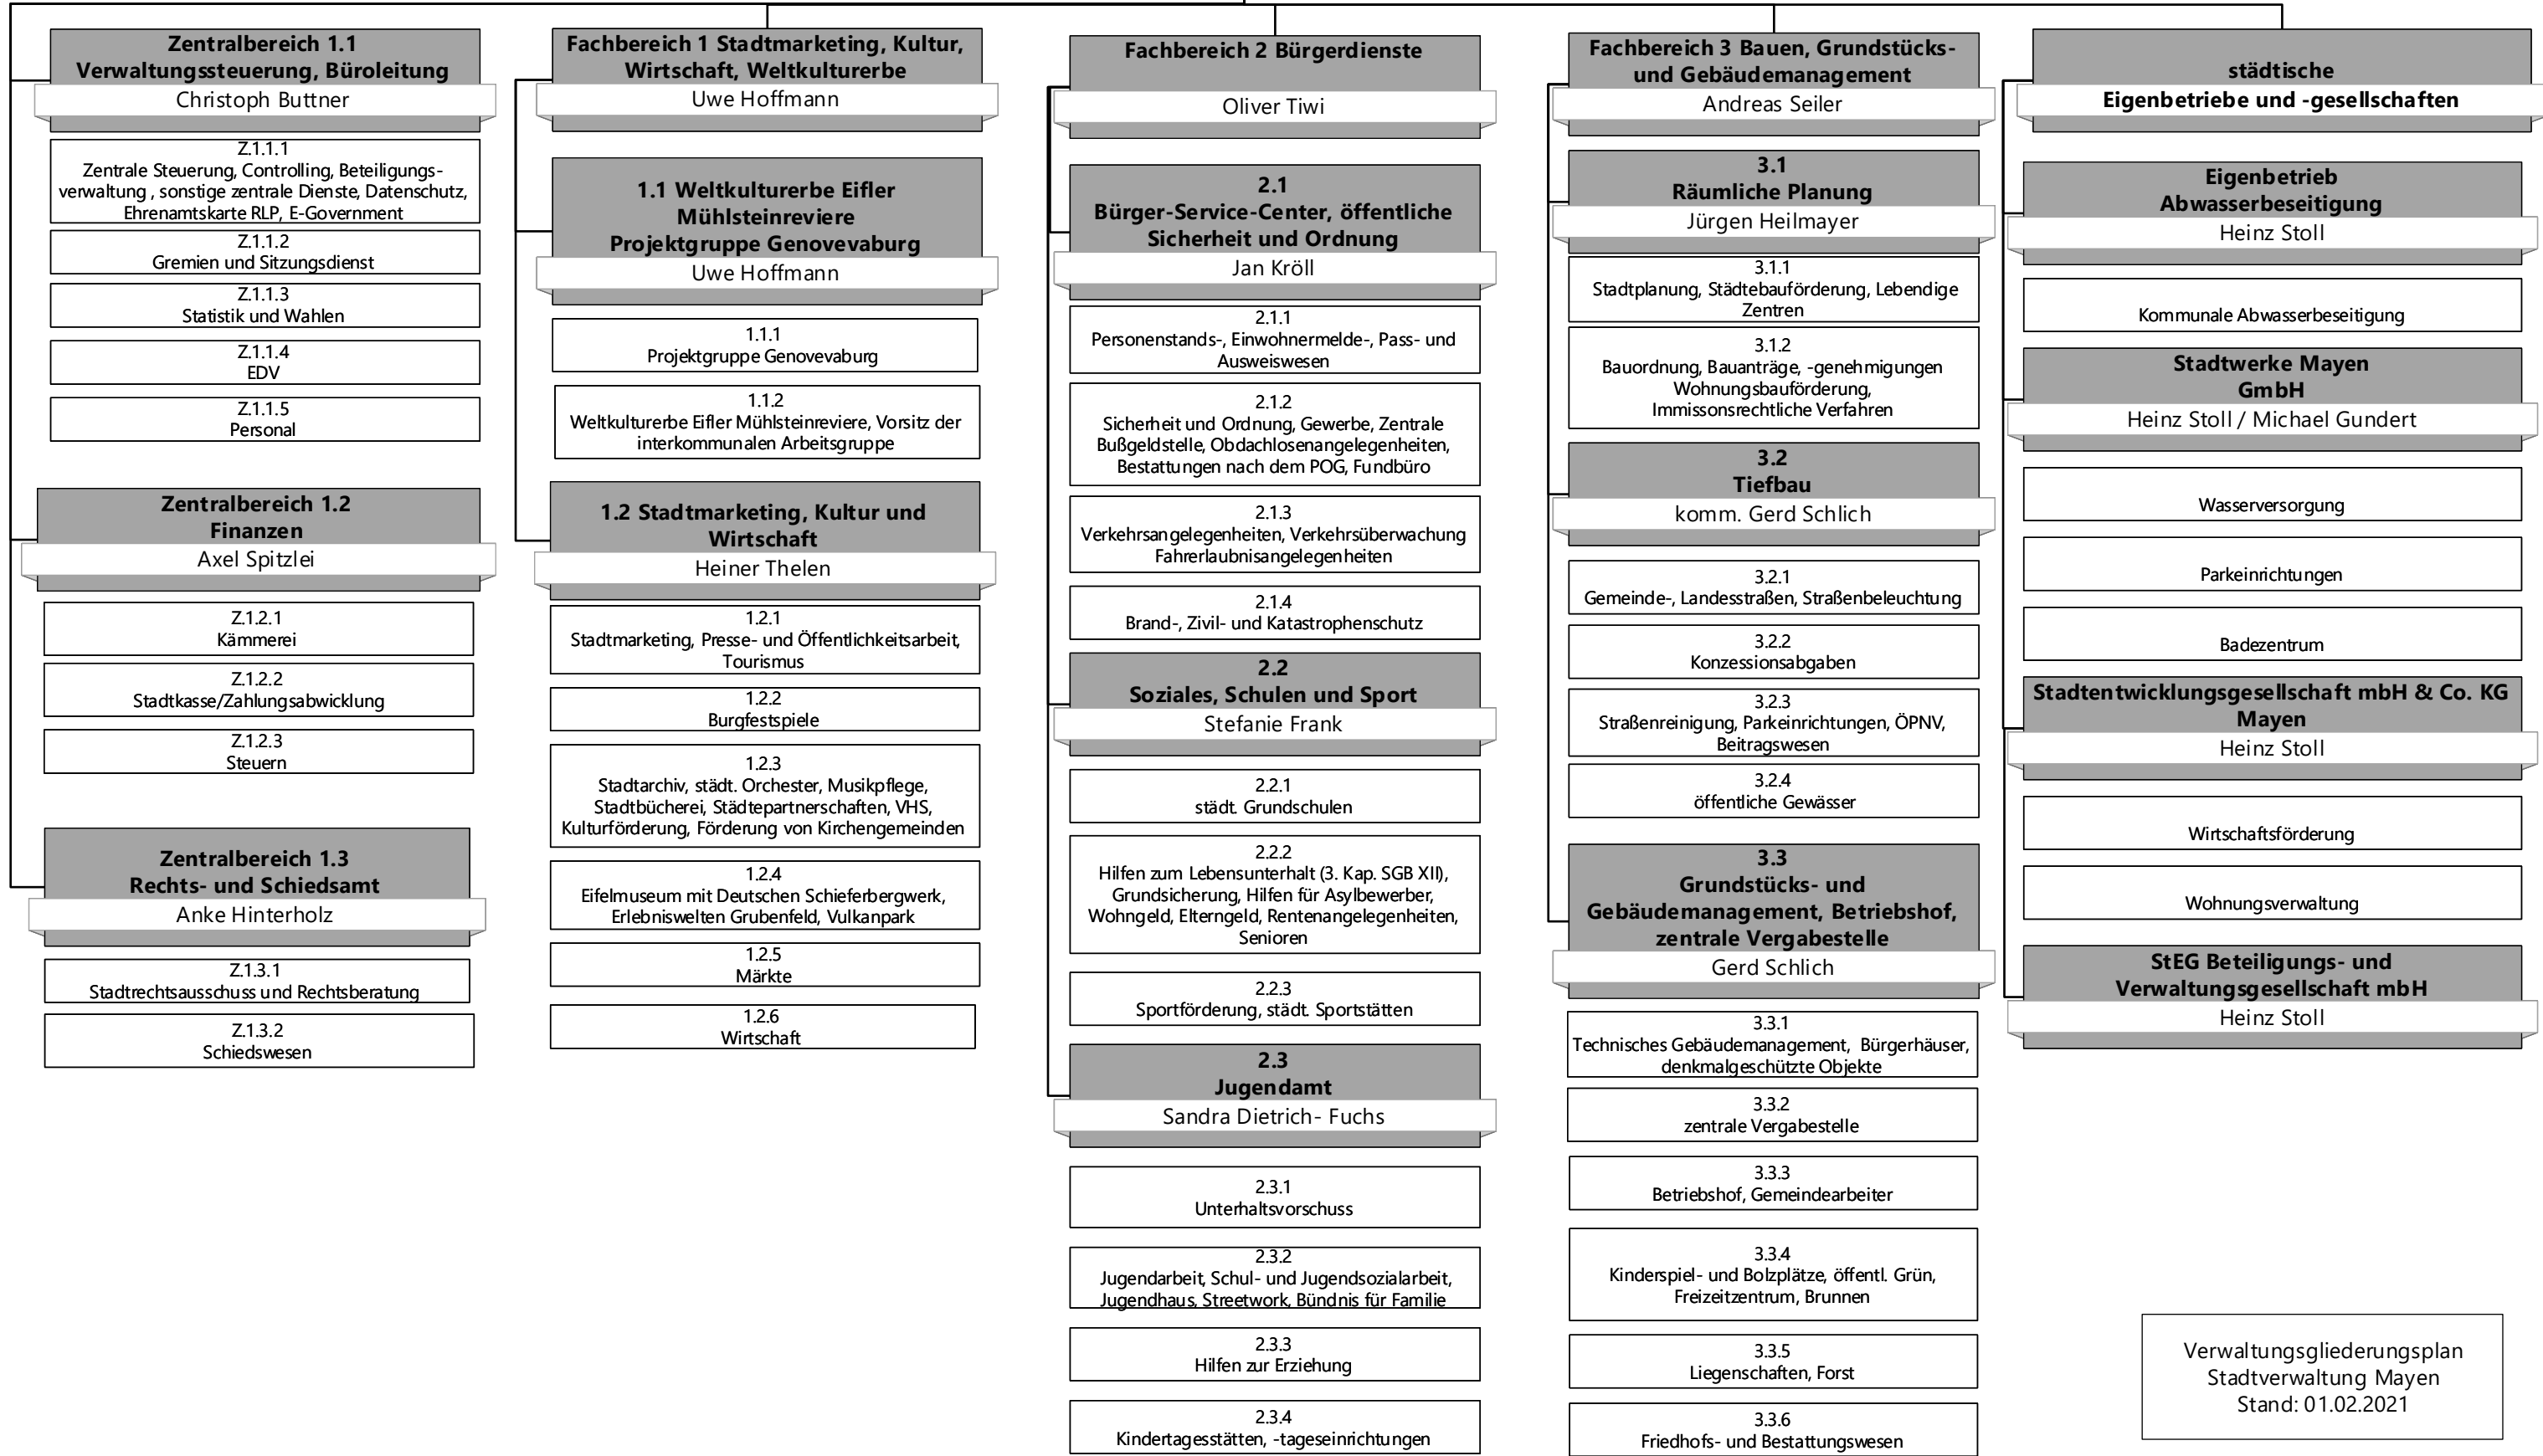 Zentralbereich 1.1
Verwaltungssteuerung, Büroleitung
Christoph Buttner
Z.1.1.1
Zentrale Steuerung, Controlling, Beteiligungs-
verwaltung , sonstige zentrale Dienste, Datenschutz,
Ehrenamtskarte RLP, E-Government
Z.1.1.2
Gremien und Sitzungsdienst
Z.1.1.3
Statistik und Wahlen
Z.1.1.4
EDV
Z.1.1.5
Personal
Zentralbereich 1.2
Finanzen
Axel Spitzlei
Z.1.2.1
Kämmerei
Z.1.2.2
Stadtkasse/Zahlungsabwicklung
Z.1.2.3
Steuern
Zentralbereich 1.3
Rechts- und Schiedsamt
Anke Hinterholz
Z.1.3.1
Stadtrechtsausschuss und Rechtsberatung
Z.1.3.2
Schiedswesen
Fachbereich 1 Stadtmarketing, Kultur,
Wirtschaft, Weltkulturerbe
Uwe Hoffmann
1.1 Weltkulturerbe Eifler
Mühlsteinreviere
Projektgruppe Genovevaburg
Uwe Hoffmann
1.1.1
Projektgruppe Genovevaburg
1.1.2
Weltkulturerbe Eifler Mühlsteinreviere, Vorsitz der
interkommunalen Arbeitsgruppe
1.2 Stadtmarketing, Kultur und
Wirtschaft
Heiner Thelen
1.2.1
Stadtmarketing, Presse- und Öffentlichkeitsarbeit,
Tourismus
1.2.2
Burgfestspiele
1.2.3
Stadtarchiv, städt. Orchester, Musikpflege,
Stadtbücherei, Städtepartnerschaften, VHS,
Kulturförderung, Förderung von Kirchengemeinden
1.2.4
Eifelmuseum mit Deutschen Schieferbergwerk,
Erlebniswelten Grubenfeld, Vulkanpark
1.2.5
Märkte
1.2.6
Wirtschaft
Fachbereich 2 Bürgerdienste
Oliver Tiwi
2.1
Bürger-Service-Center, öffentliche
Sicherheit und Ordnung
Jan Kröll
2.1.1
Personenstands-, Einwohnermelde-, Pass- und
Ausweiswesen
2.1.2
Sicherheit und Ordnung, Gewerbe, Zentrale
Bußgeldstelle, Obdachlosenangelegenheiten,
Bestattungen nach dem POG, Fundbüro
2.1.3
Verkehrsangelegenheiten, Verkehrsüberwachung
Fahrerlaubnisangelegenheiten
2.1.4
Brand-, Zivil- und Katastrophenschutz
2.2
Soziales, Schulen und Sport
Stefanie Frank
2.2.1
städt. Grundschulen
2.2.2
Hilfen zum Lebensunterhalt (3. Kap. SGB XII),
Grundsicherung, Hilfen für Asylbewerber,
Wohngeld, Elterngeld, Rentenangelegenheiten,
Senioren
2.2.3
Sportförderung, städt. Sportstätten
2.3
Jugendamt
Sandra Dietrich- Fuchs
2.3.1
Unterhaltsvorschuss
2.3.2
Jugendarbeit, Schul- und Jugendsozialarbeit,
Jugendhaus, Streetwork, Bündnis für Familie
2.3.3
Hilfen zur Erziehung
2.3.4
Kindertagesstätten, -tageseinrichtungen
Fachbereich 3 Bauen, Grundstücks-
und Gebäudemanagement
Andreas Seiler
3.1
Räumliche Planung
Jürgen Heilmayer
3.1.1
Stadtplanung, Städtebauförderung, Lebendige
Zentren
3.1.2
Bauordnung, Bauanträge, -genehmigungen
Wohnungsbauförderung,
Immissonsrechtliche Verfahren
3.2
Tiefbau
komm. Gerd Schlich
3.2.1
Gemeinde-, Landesstraßen, Straßenbeleuchtung
3.2.2
Konzessionsabgaben
3.2.3
Straßenreinigung, Parkeinrichtungen, ÖPNV,
Beitragswesen
3.2.4
öffentliche Gewässer
3.3
Grundstücks- und
Gebäudemanagement, Betriebshof,
zentrale Vergabestelle
Gerd Schlich
3.3.1
Technisches Gebäudemanagement, Bürgerhäuser,
denkmalgeschützte Objekte
3.3.2
zentrale Vergabestelle
3.3.3
Betriebshof, Gemeindearbeiter
3.3.4
Kinderspiel- und Bolzplätze, öffentl. Grün,
Freizeitzentrum, Brunnen
3.3.5
Liegenschaften, Forst
3.3.6
Friedhofs- und Bestattungswesen
städtische
Eigenbetriebe und -gesellschaften
Eigenbetrieb
Abwasserbeseitigung
Heinz Stoll
Kommunale Abwasserbeseitigung
Stadtwerke Mayen
GmbH
Heinz Stoll / Michael Gundert
Wasserversorgung
Parkeinrichtungen
Badezentrum
Stadtentwicklungsgesellschaft mbH & Co. KG
Mayen
Heinz Stoll
Wirtschaftsförderung
Wohnungsverwaltung
StEG Beteiligungs- und
Verwaltungsgesellschaft mbH
Heinz Stoll
Verwaltungsgliederungsplan
Stadtverwaltung Mayen
Stand: 01.02.2021